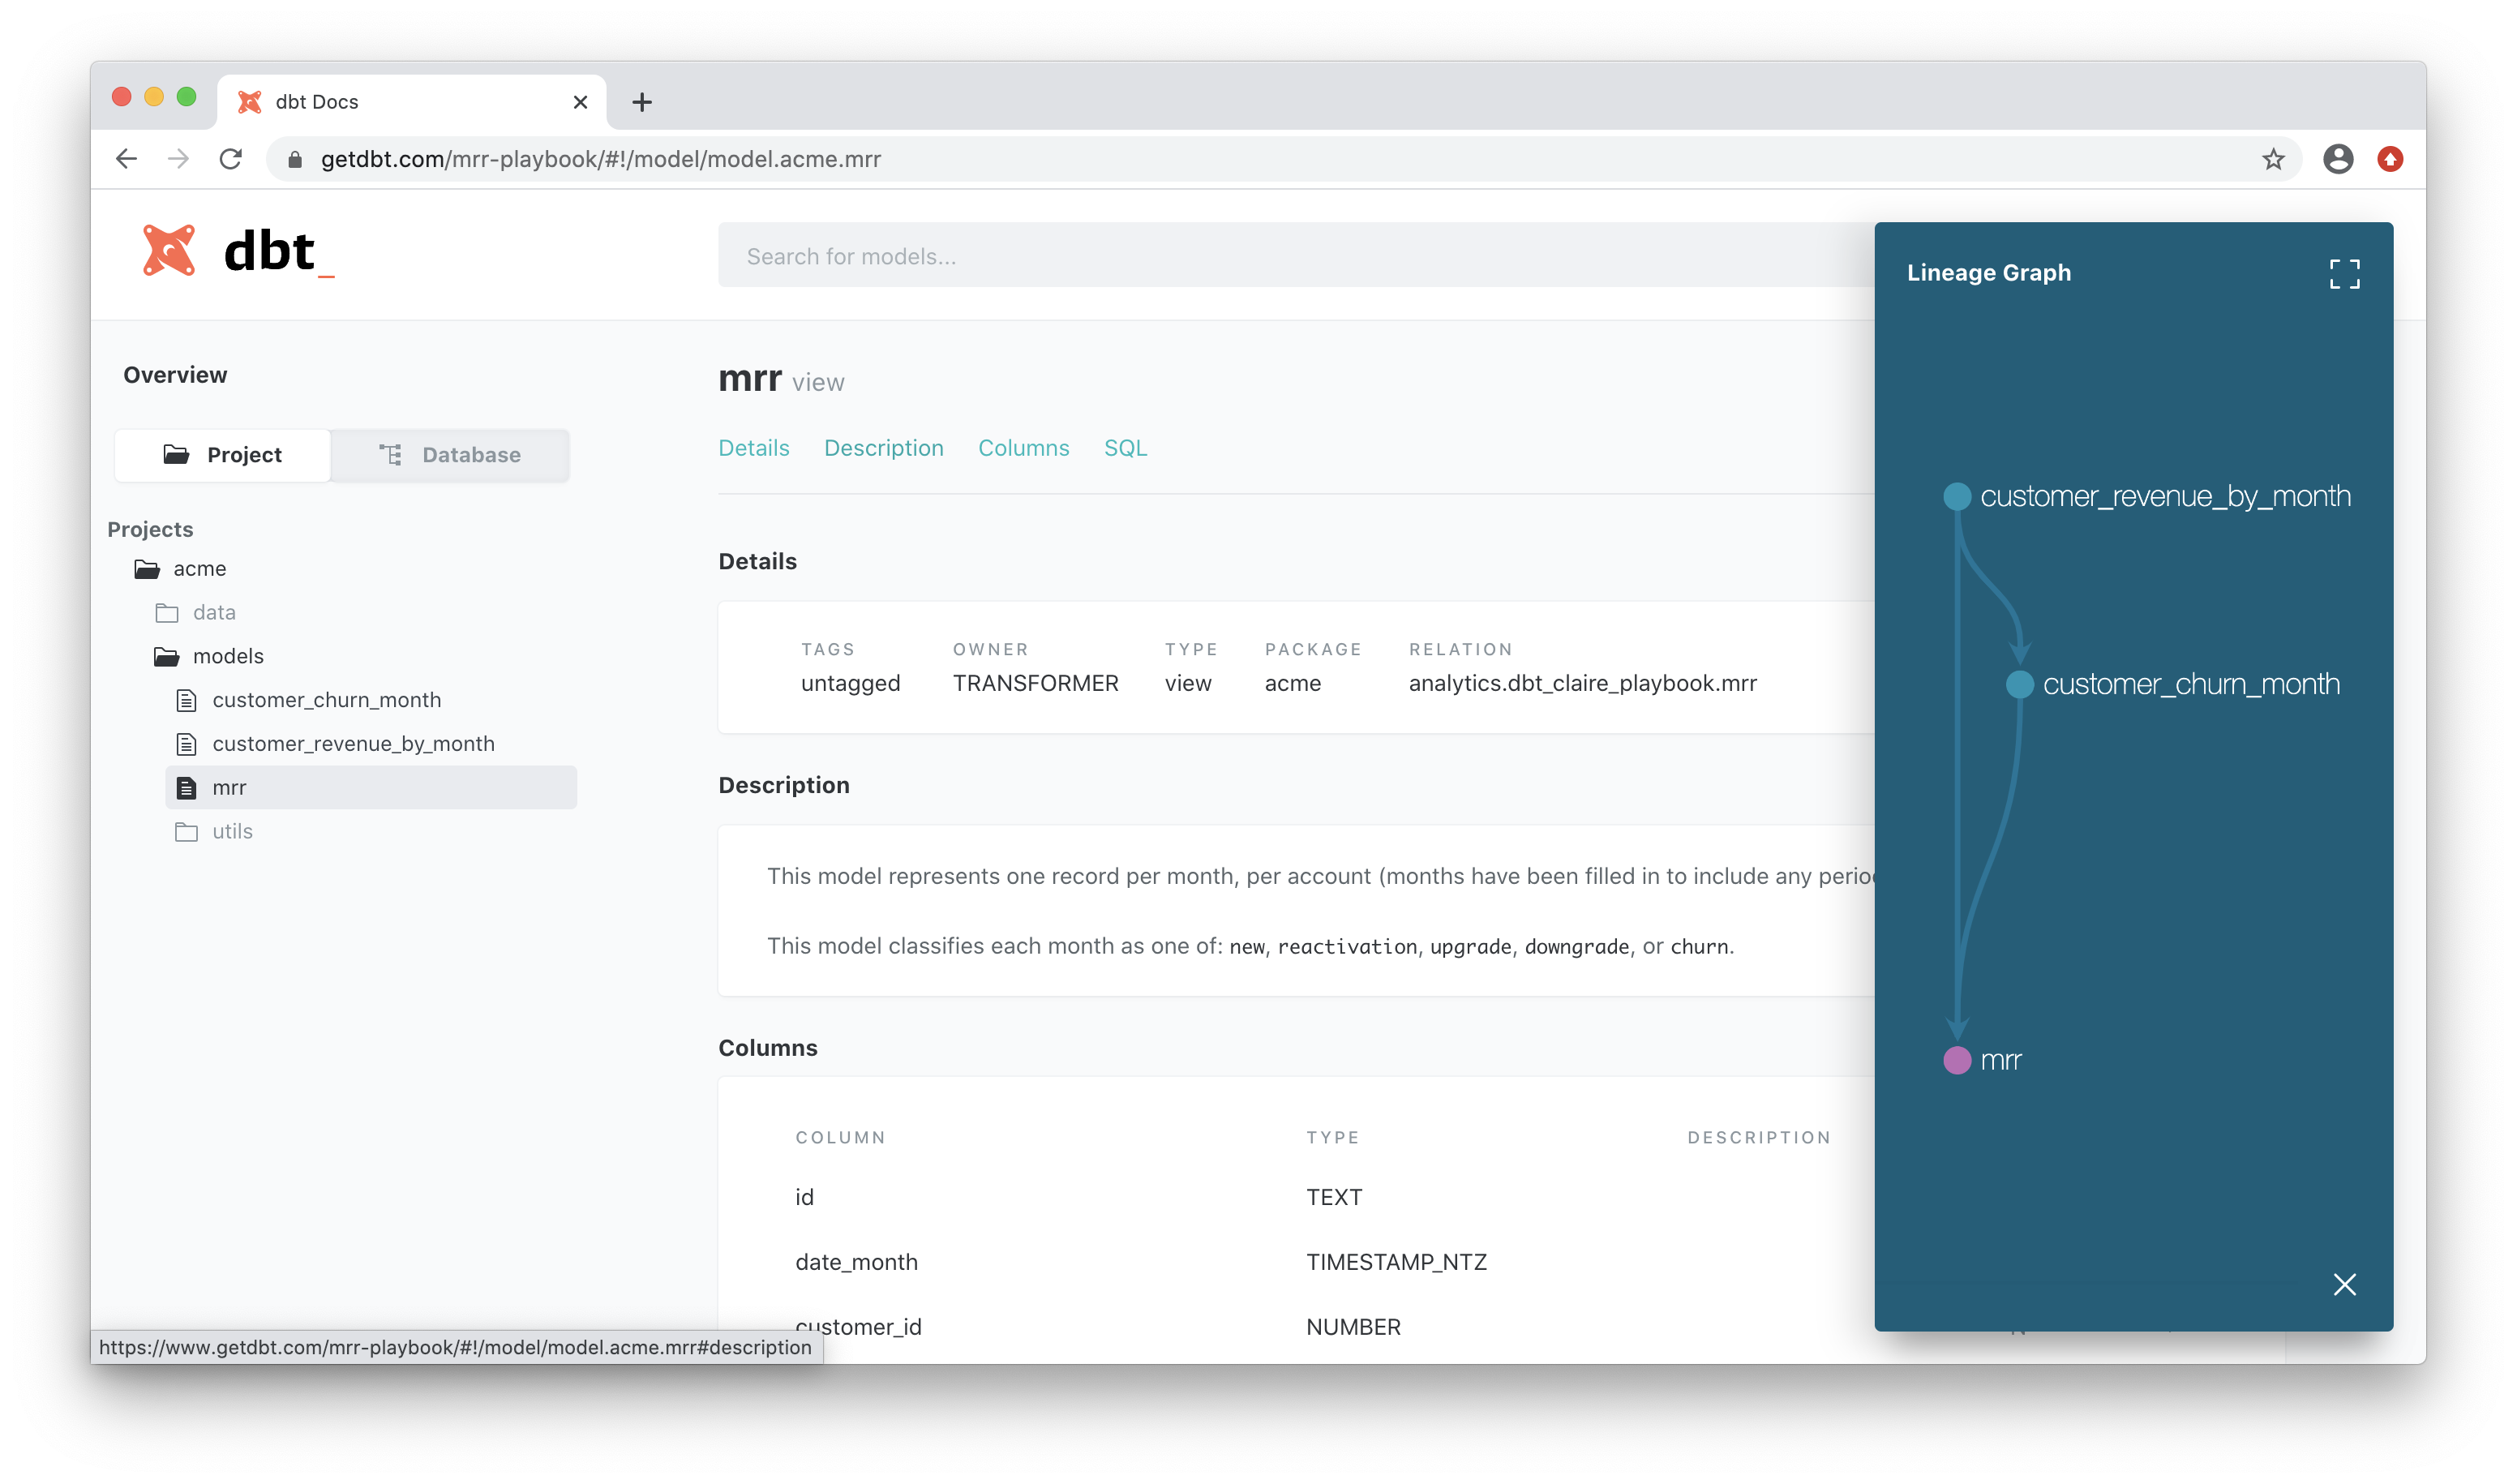 dbt Docs
getdbt.com/mrr-playbook/#!/model/model.acme.mrr
dbt_
Search for models...
Overview
Project
Database
Projects
acme
data
models
customer_churn_month
customer_revenue_by_month
mrr
utils
mrr view
Details Description Columns SQL
Details
TAGS OWNER TYPE PACKAGE RELATION
untagged TRANSFORMER view acme analytics.dbt_claire_playbook.mrr
Description
This model represents one record per month, per account (months have been filled in to include any
This model classifies each month as one of: new, reactivation, upgrade, downgrade, or churn.
Columns
COLUMN TYPE DESCRIPTION
id TEXT
date_month TIMESTAMP_NTZ
customer_id NUMBER
Lineage Graph
customer_revenue_by_month
customer_churn_month
mrr
https://www.getdbt.com/mrr-playbook/#!/model/model.acme.mrr#description